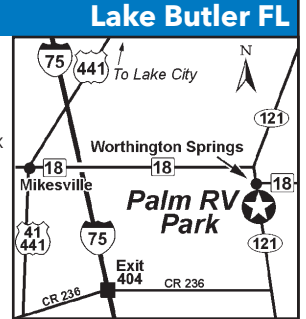 Lake Butler FL
75
441
To Lake City
N
121
Worthington Springs
18
18
18
Mikesville
Palm RV
Park
41
441
75
121
Exit
404
CR 236
CR 236